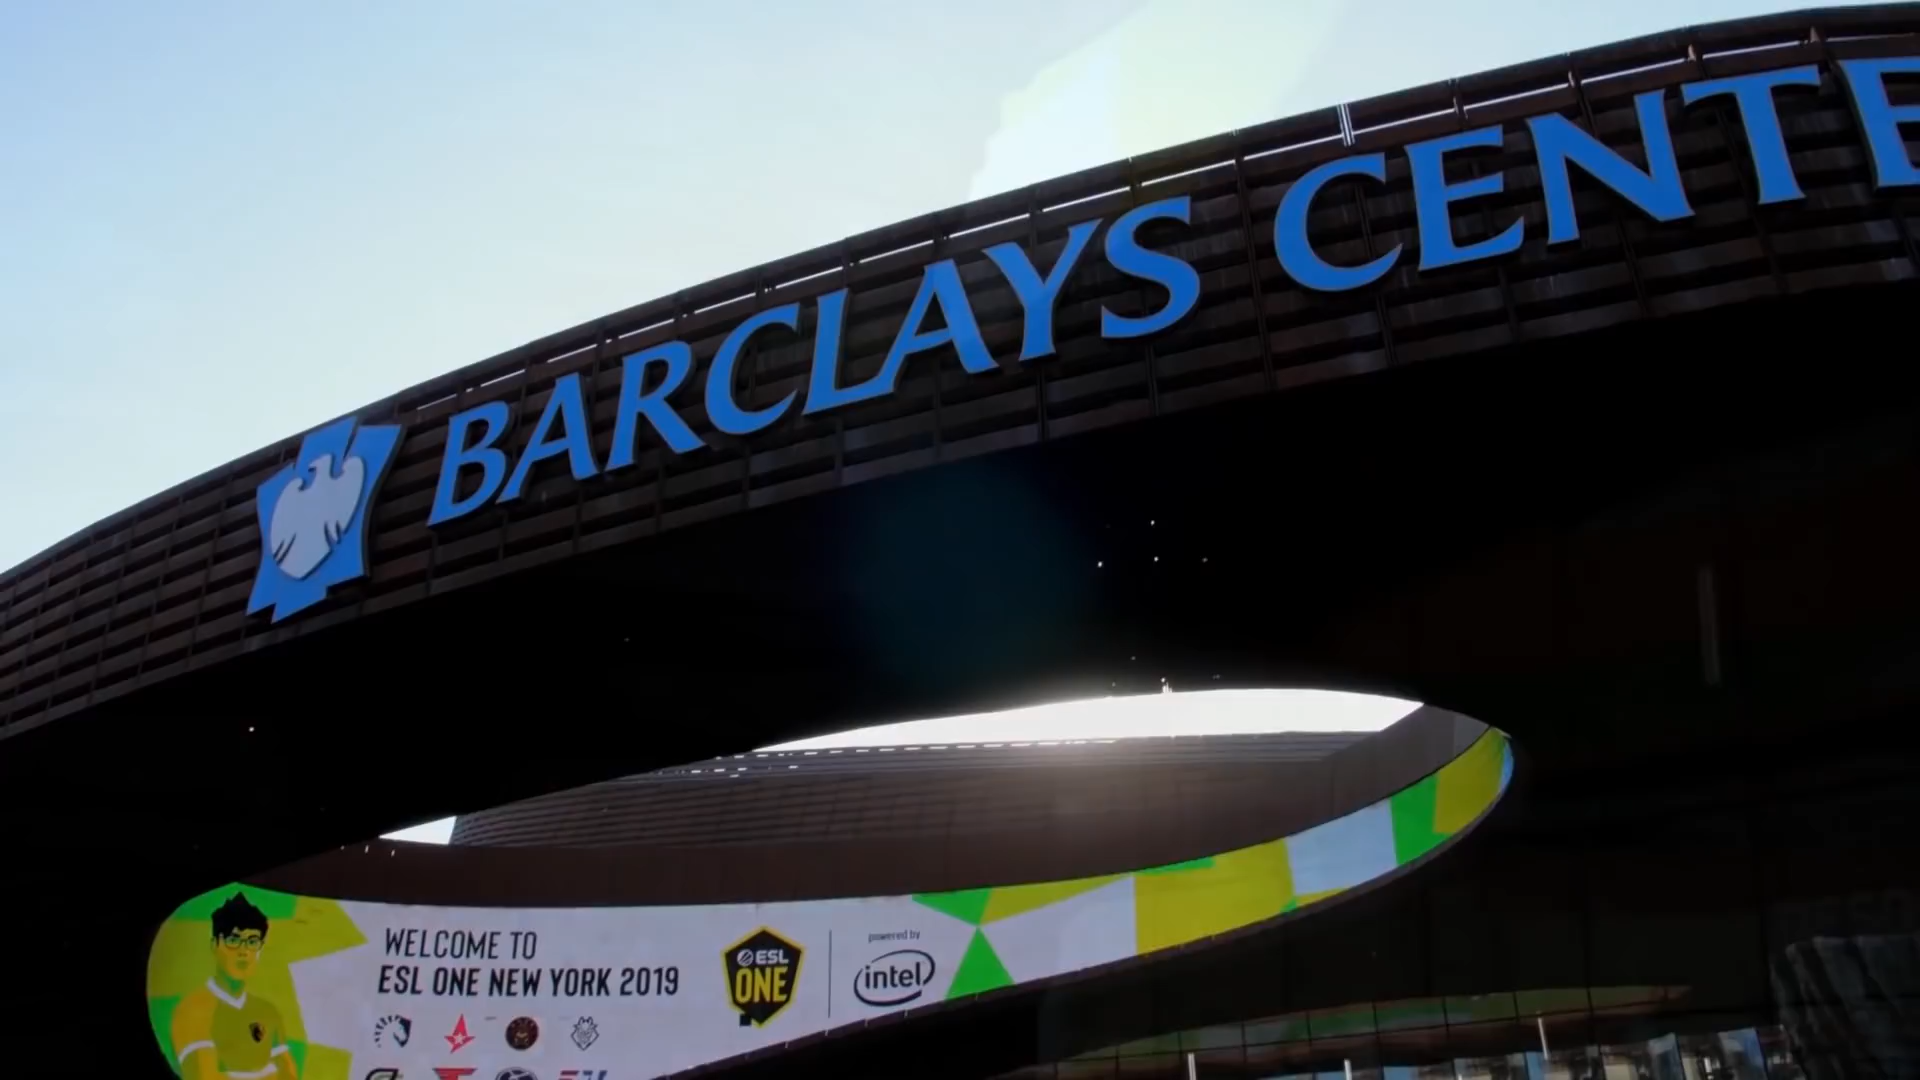 BARCLAYS CENTE
WELCOME TO
ESL ONE NEW YORK 2019
ESL
ONE
powered by
intel